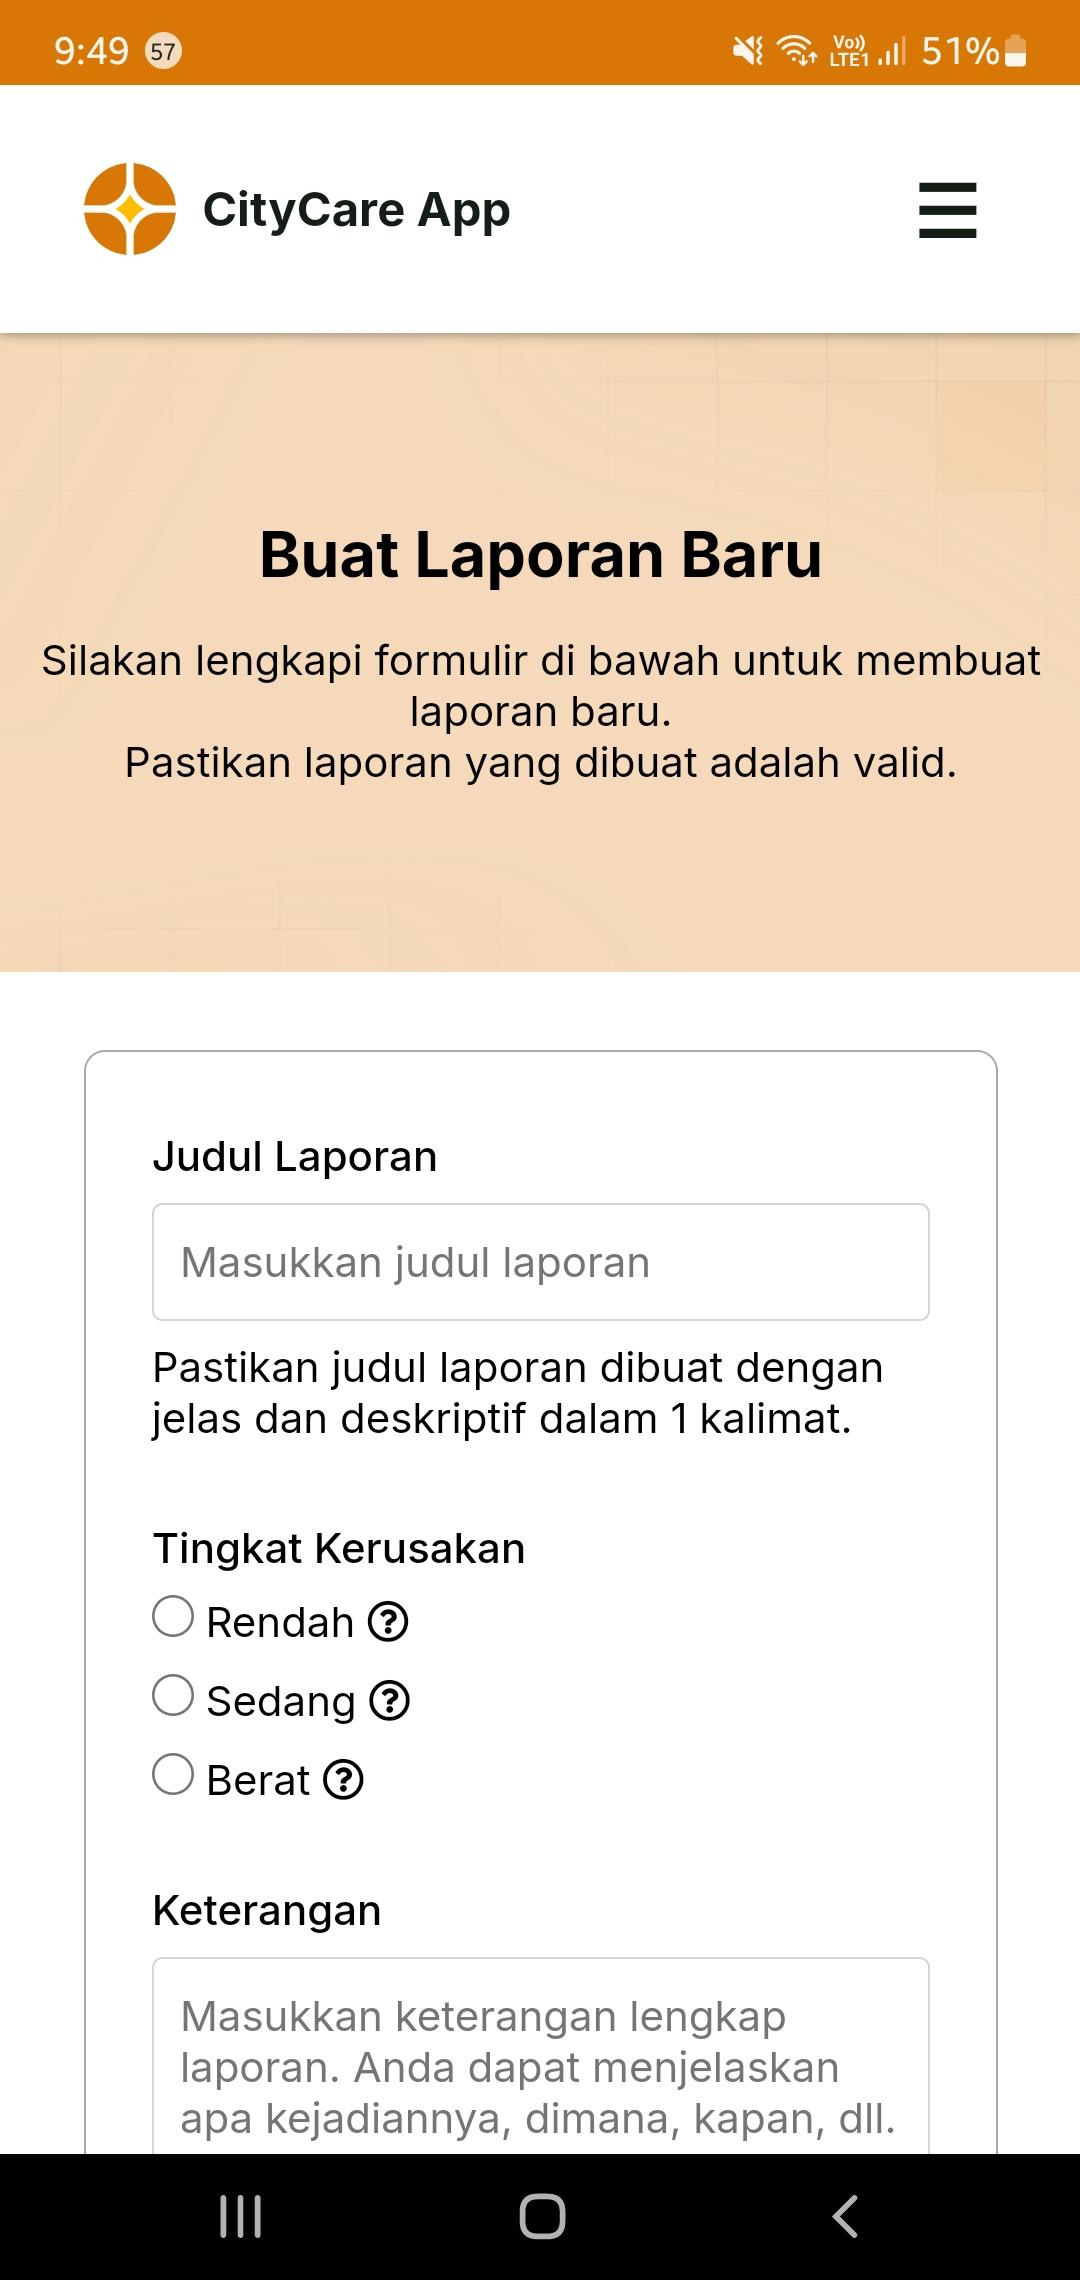 9:49 57 Vo)) LTE1 51%
CityCare App
Buat Laporan Baru
Silakan lengkapi formulir di bawah untuk membuat
laporan baru.
Pastikan laporan yang dibuat adalah valid.
Judul Laporan
Masukkan judul laporan
Pastikan judul laporan dibuat dengan
jelas dan deskriptif dalam 1 kalimat.
Tingkat Kerusakan
Rendah ?
Sedang ?
Berat ?
Keterangan
Masukkan keterangan lengkap
laporan. Anda dapat menjelaskan
apa kejadiannya, dimana, kapan, dll.